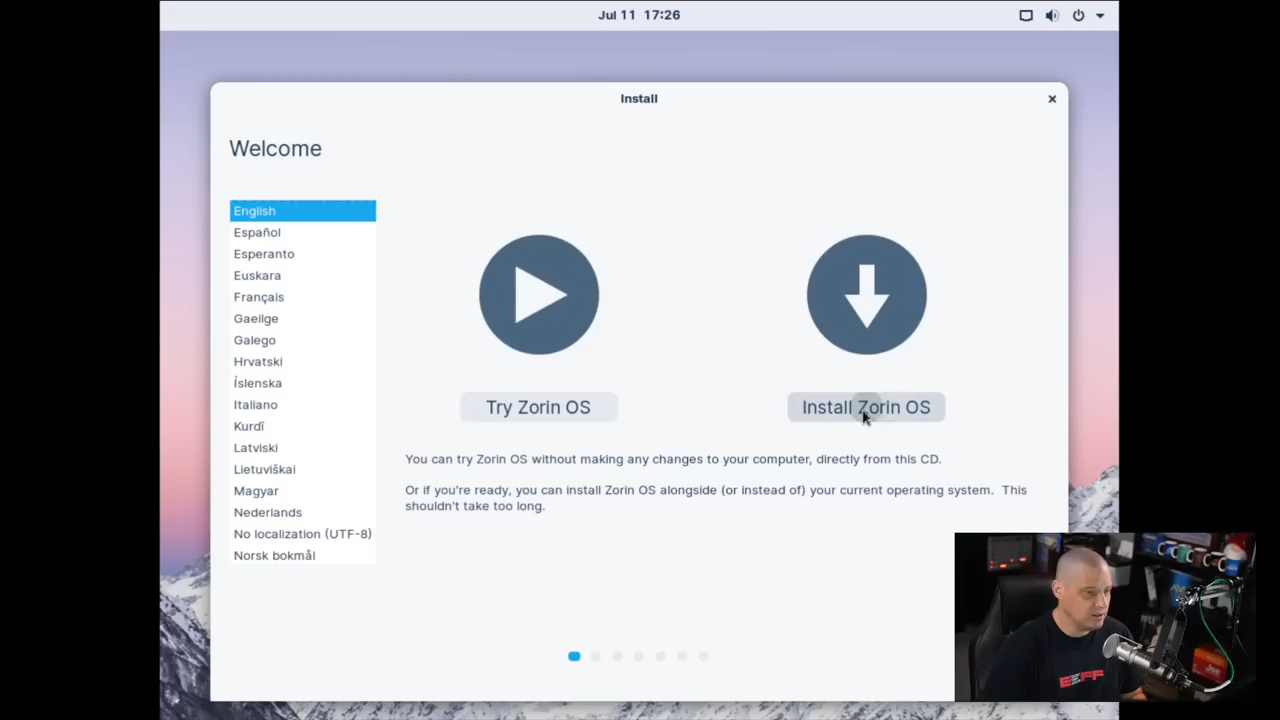 Jul 11 17:26
Install
Welcome
English
Español
Esperanto
Euskara
Français
Gaeilge
Galego
Hrvatski
Íslenska
Italiano
Kurdî
Latviski
Lietuviškai
Magyar
Nederlands
No localization (UTF-8)
Norsk bokmål
Try Zorin OS
Install Zorin OS
You can try Zorin OS without making any changes to your computer, directly from this CD.
Or if you're ready, you can install Zorin OS alongside (or instead of) your current operating system. This
shouldn't take too long.